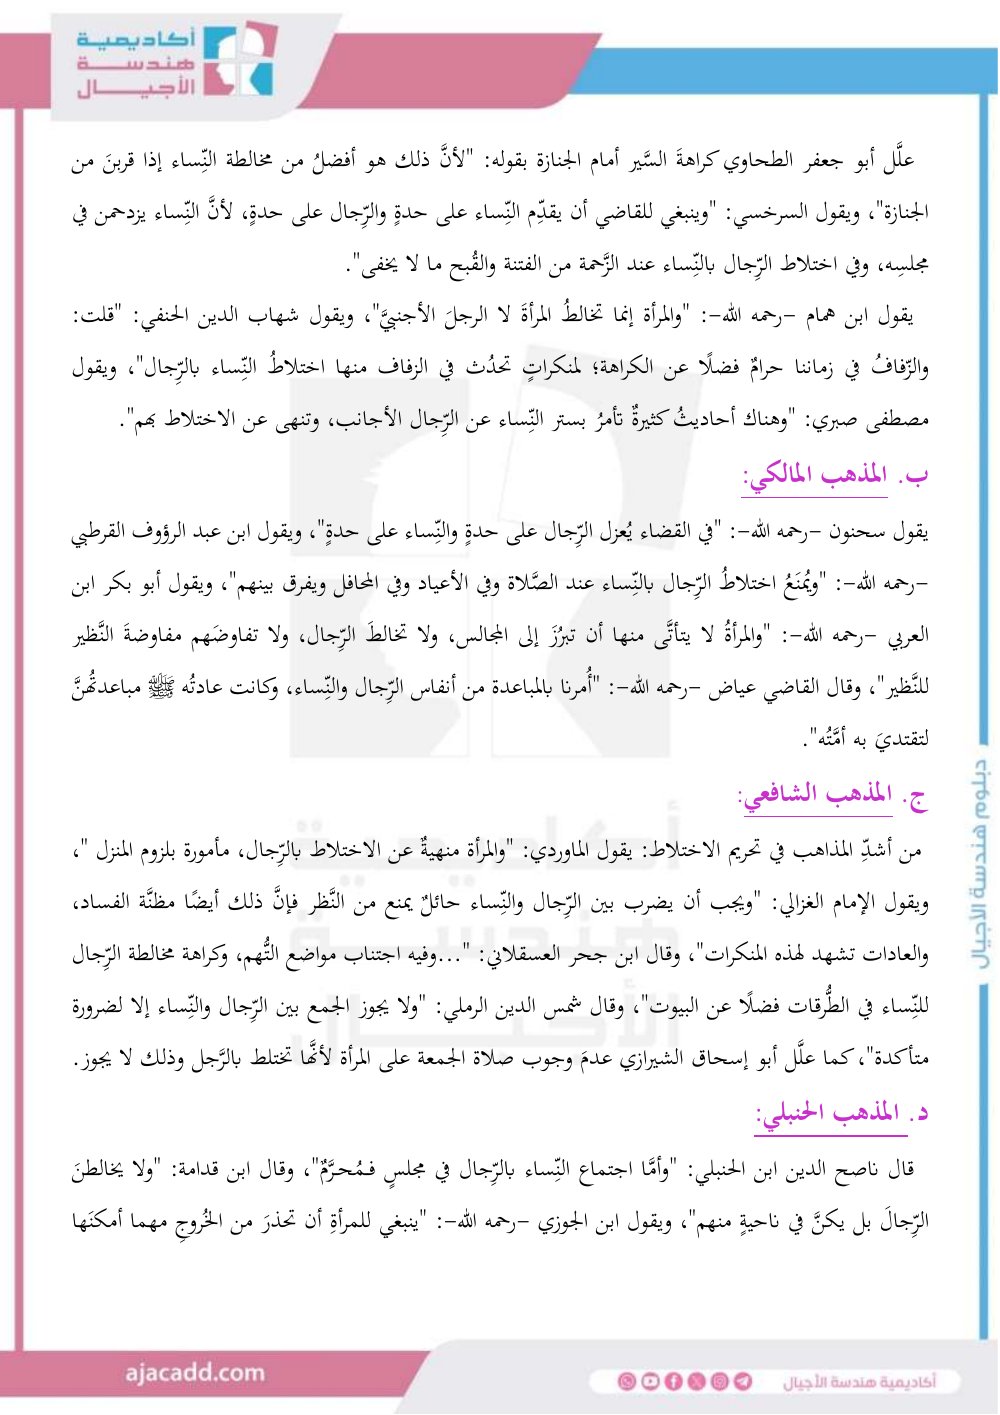 أكاديمية
هندسة
الأجيال
علَّل أبو جعفر الطحاوي كراهةَ السَّير أمام الجنازة بقوله: "لأنَّ ذلك هو أفضلُ من مخالطة النِّساء إذا قربنَ من
الجنازة"، ويقول السرخسي: "وينبغي للقاضي أن يقدِّم النِّساء على حدةٍ والرِّجال على حدةٍ، لأنَّ النِّساء يزدحمن في
مجلسِه، وفي اختلاط الرِّجال بالنِّساء عند الزَّحمة من الفتنة والقُبح ما لا يخفى".
يقول ابن همام -رحمه الله-: "والمرأة إنما تخالطُ المرأةَ لا الرجلَ الأجنبيَّ"، ويقول شهاب الدين الحنفي: "قلت:
والزّفافُ في زماننا حرامٌ فضلًا عن الكراهة؛ لمنكراتٍ تحدُث في الزفاف منها اختلاطُ النِّساء بالرِّجال"، ويقول
مصطفى صبري: "وهناك أحاديثُ كثيرةٌ تأمرُ بستر النِّساء عن الرِّجال الأجانب، وتنهى عن الاختلاط بهم".
ب. المذهب المالكي:
يقول سحنون -رحمه الله-: "في القضاء يُعزل الرِّجال على حدةٍ والنِّساء على حدةٍ"، ويقول ابن عبد الرؤوف القرطبي
-رحمه الله-: "ويُمنَعُ اختلاطُ الرِّجال بالنِّساء عند الصَّلاة وفي الأعياد وفي المحافل ويفرق بينهم"، ويقول أبو بكر ابن
العربي -رحمه الله-: "والمرأةُ لا يتأتَّى منها أن تبرُزَ إلى المجالس، ولا تخالطَ الرِّجال، ولا تفاوضَهم مفاوضةَ النَّظير
للنَّظير"، وقال القاضي عياض -رحمه الله-: "أُمرنا بالمباعدة من أنفاس الرِّجال والنِّساء، وكانت عادتُه ﷺ مباعدتُهنَّ
لتقتديَ به أمَّتُه".
ج. المذهب الشافعي:
من أشدِّ المذاهب في تحريم الاختلاط: يقول الماوردي: "والمرأة منهيةٌ عن الاختلاط بالرِّجال، مأمورة بلزوم المنزل "،
ويقول الإمام الغزالي: "ويجب أن يضرب بين الرِّجال والنِّساء حائلٌ يمنع من النَّظر فإنَّ ذلك أيضًا مظنَّة الفساد،
والعادات تشهد لهذه المنكرات"، وقال ابن جحر العسقلاني: "...وفيه اجتناب مواضع التُّهم، وكراهة مخالطة الرِّجال
للنِّساء في الطُّرقات فضلًا عن البيوت"، وقال شمس الدين الرملي: "ولا يجوز الجمع بين الرِّجال والنِّساء إلا لضرورة
متأكدة"، كما علَّل أبو إسحاق الشيرازي عدمَ وجوب صلاة الجمعة على المرأة لأنَّها تختلط بالرَّجل وذلك لا يجوز.
د. المذهب الحنبلي:
قال ناصح الدين ابن الحنبلي: "وأمَّا اجتماع النِّساء بالرِّجال في مجلسٍ فـمُحرَّمٌ"، وقال ابن قدامة: "ولا يخالطنَ
الرِّجالَ بل يكنَّ في ناحيةٍ منهم"، ويقول ابن الجوزي -رحمه الله-: "ينبغي للمرأةِ أن تحذرَ من الخُروجِ مهما أمكنَها
دبلوم هندسة الأجيال
أكاديمية
هندسة
الأجيال
ajacadd.com
أكاديمية هندسة الأجيال